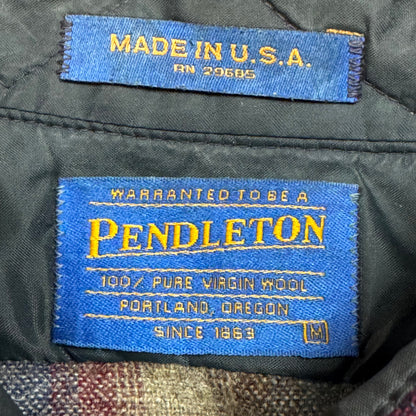 MADE IN U.S.A.
RN 29685
WARRANTED TO BE A
PENDLETON
100% PURE VIRGIN WOOL
PORTLAND, OREGON
SINCE 1863 M